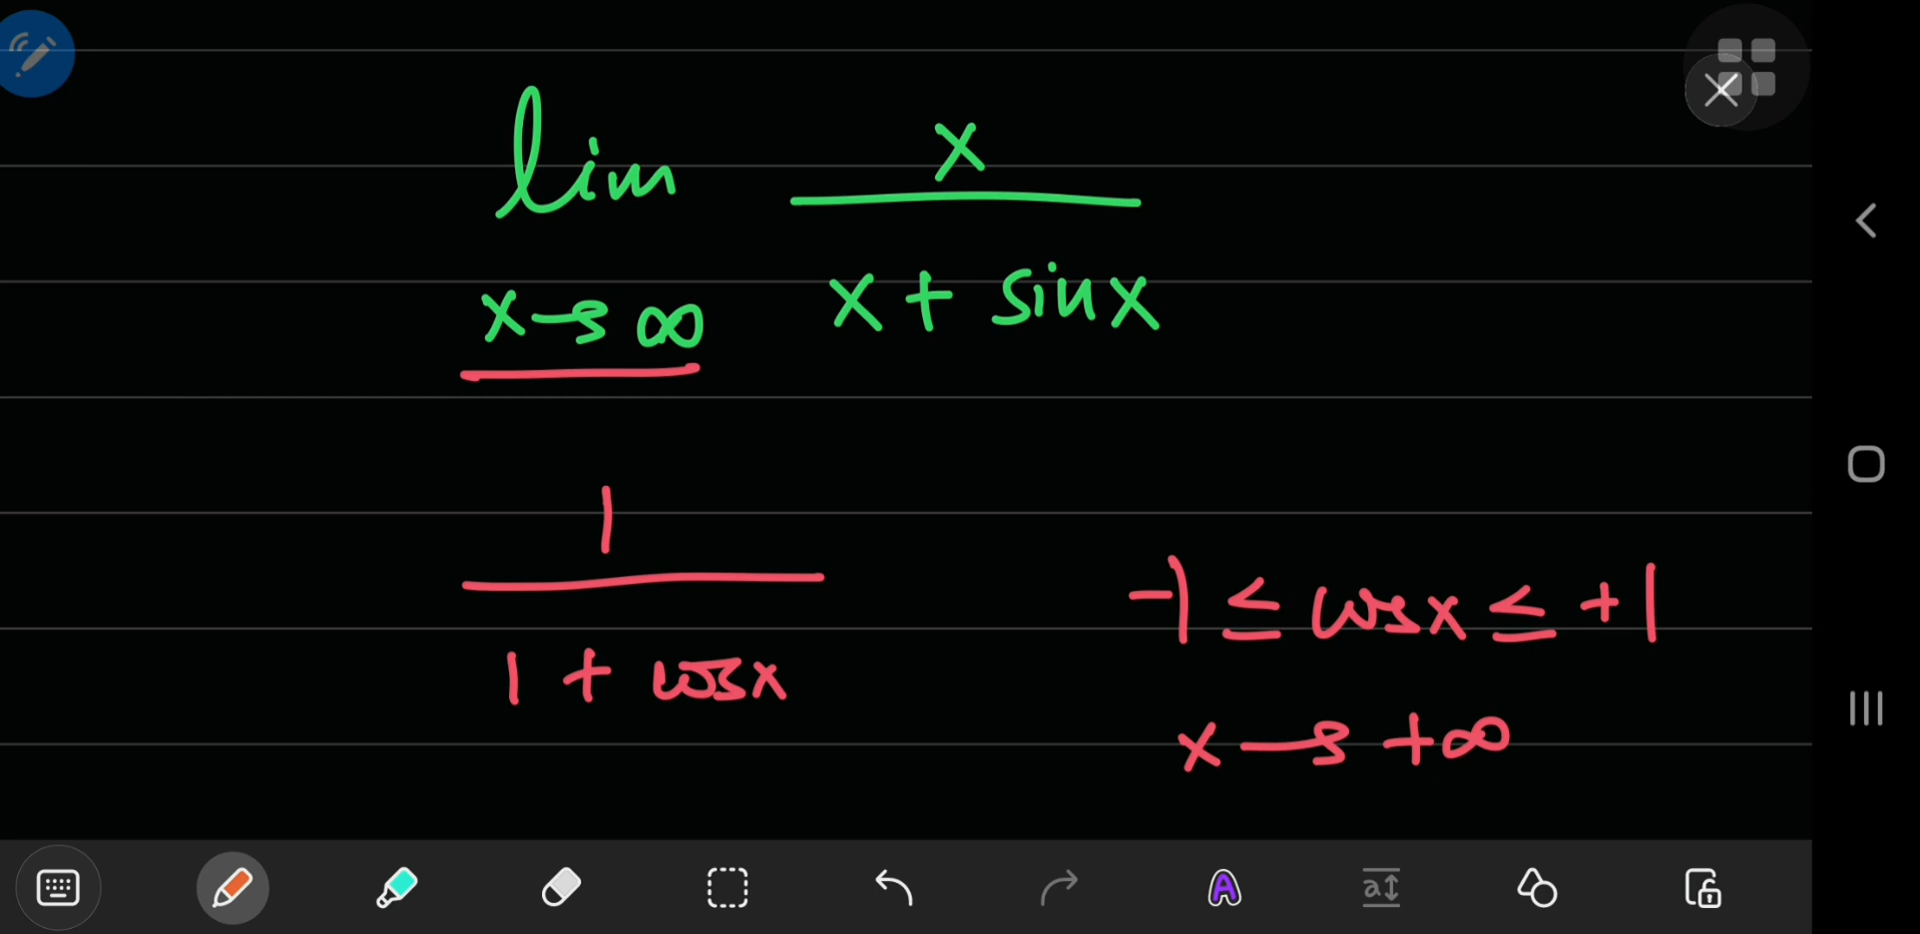 lim x
x→∞ x + sinx
1
1 + cosx
-1 ≤ cosx ≤ +1
x→ +∞
A
a